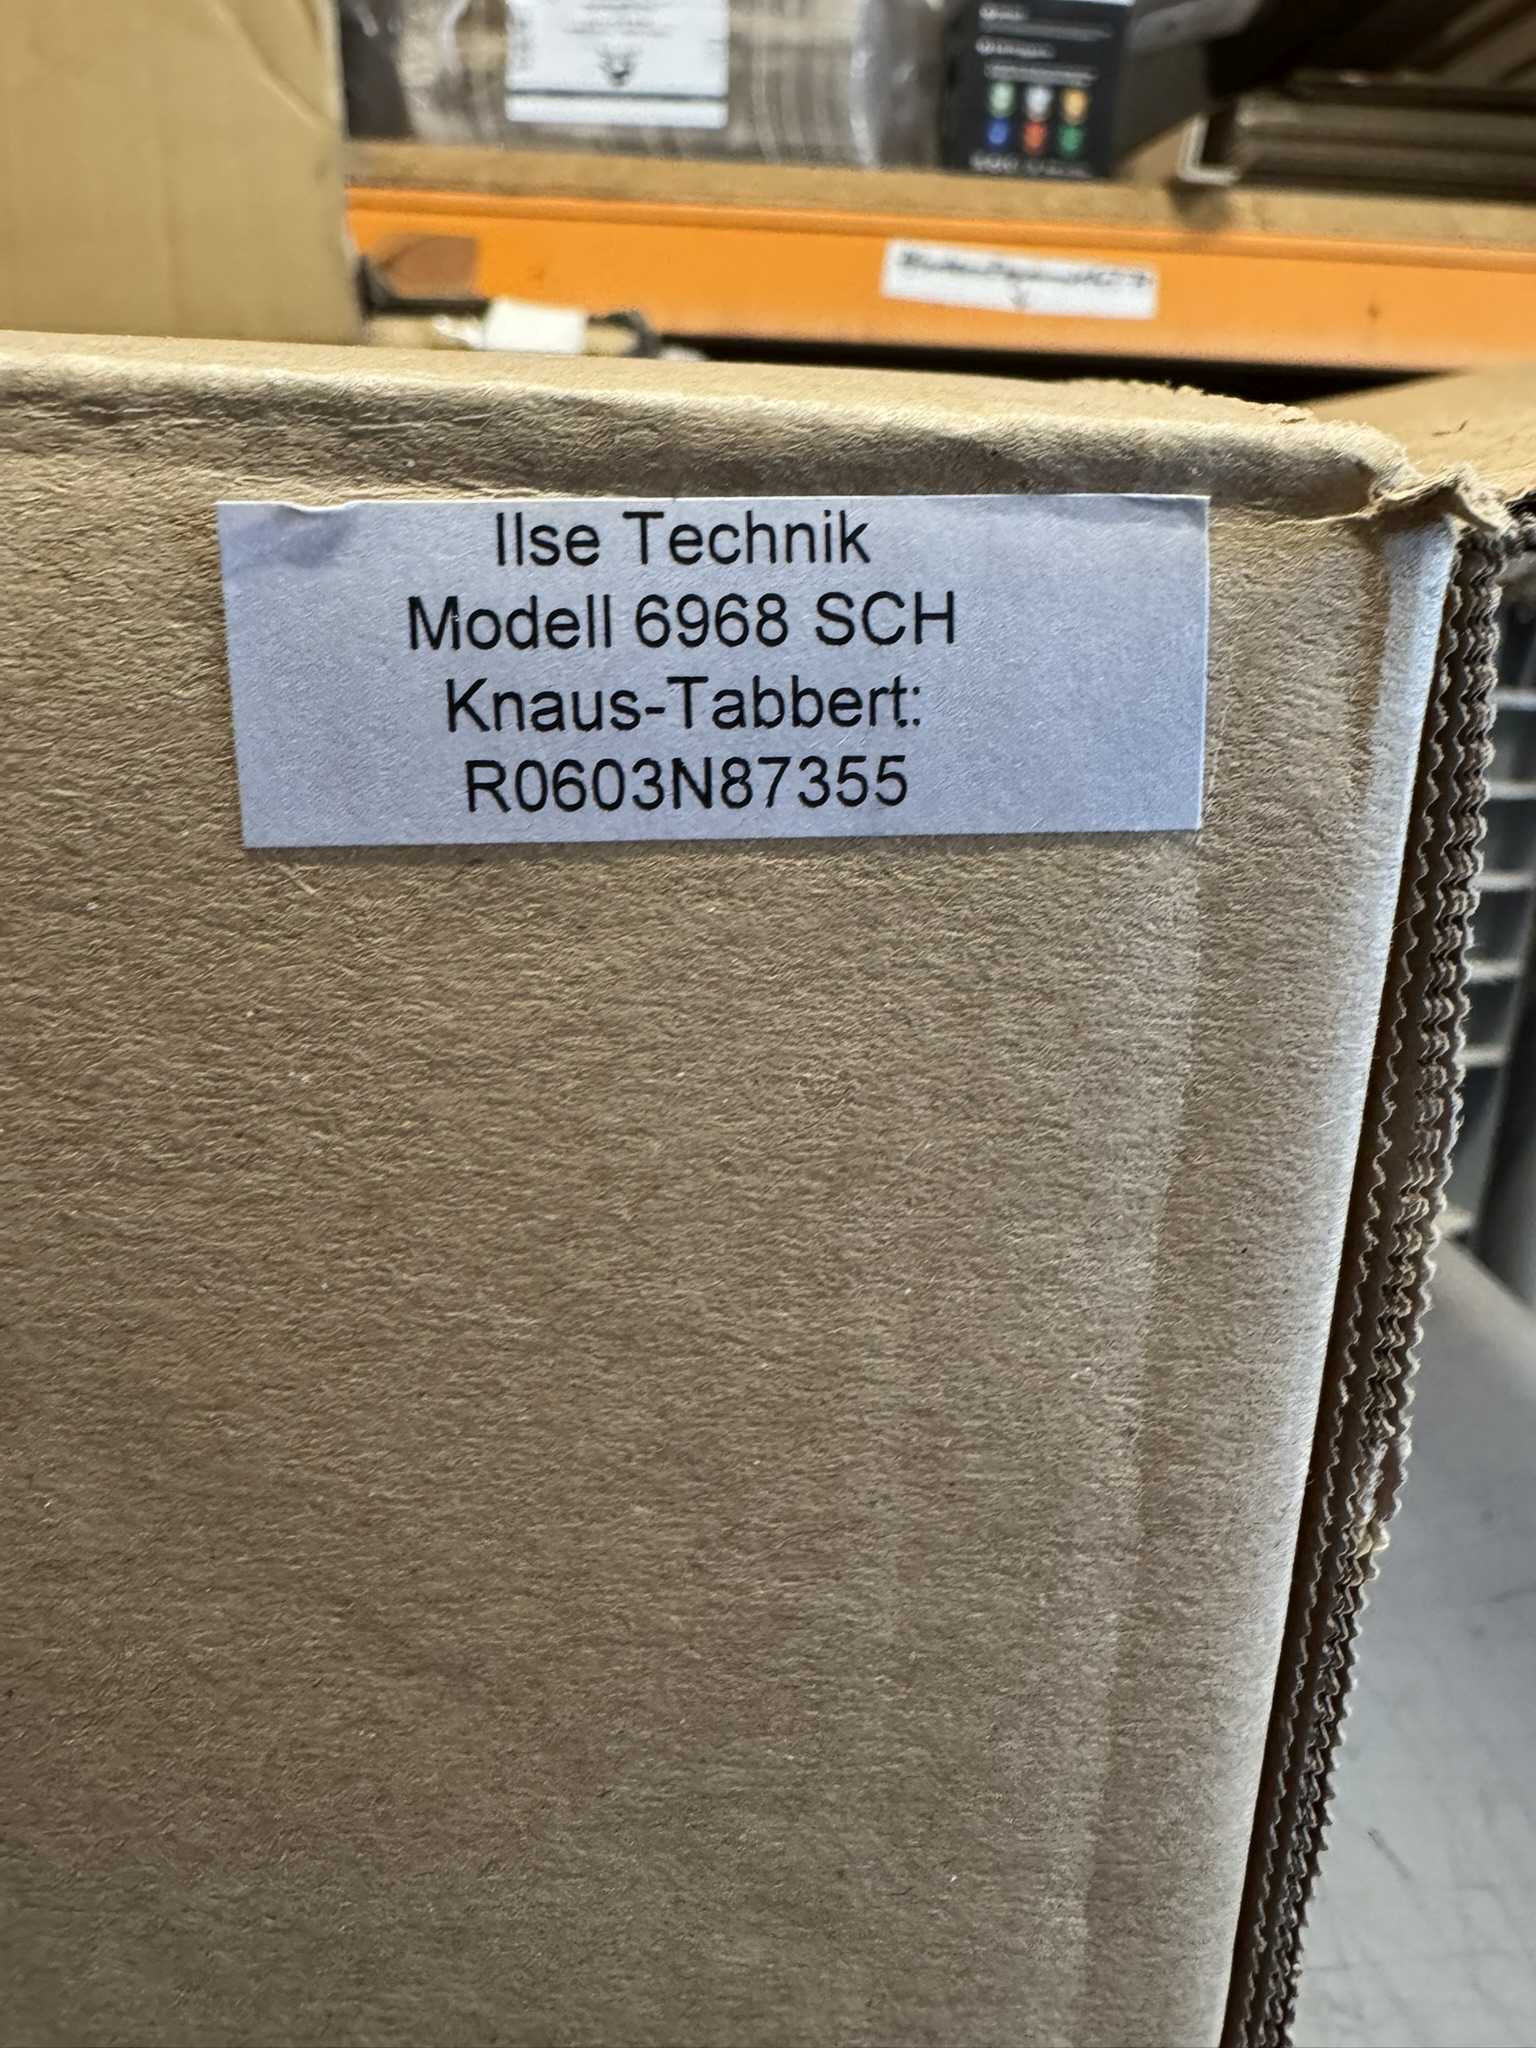 Ilse Technik
Modell 6968 SCH
Knaus-Tabbert:
R0603N87355